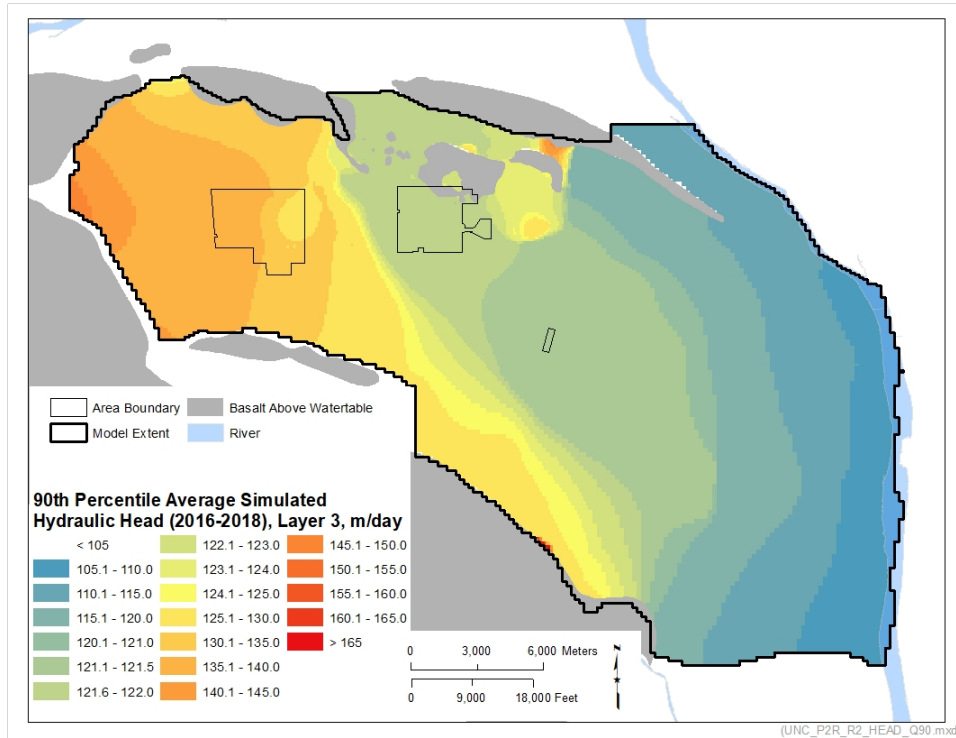 Area Boundary
Basalt Above Watertable
Model Extent
River
90th Percentile Average Simulated
Hydraulic Head (2016-2018), Layer 3, m/day
< 105
105.1 - 110.0
110.1 - 115.0
115.1 - 120.0
120.1 - 121.0
121.1 - 121.5
121.6 - 122.0
122.1 - 123.0
123.1 - 124.0
124.1 - 125.0
125.1 - 130.0
130.1 - 135.0
135.1 - 140.0
140.1 - 145.0
145.1 - 150.0
150.1 - 155.0
155.1 - 160.0
160.1 - 165.0
> 165
0 3,000 6,000 Meters
0 9,000 18,000 Feet
N
(UNC_P2R_R2_HEAD_Q90.mxd